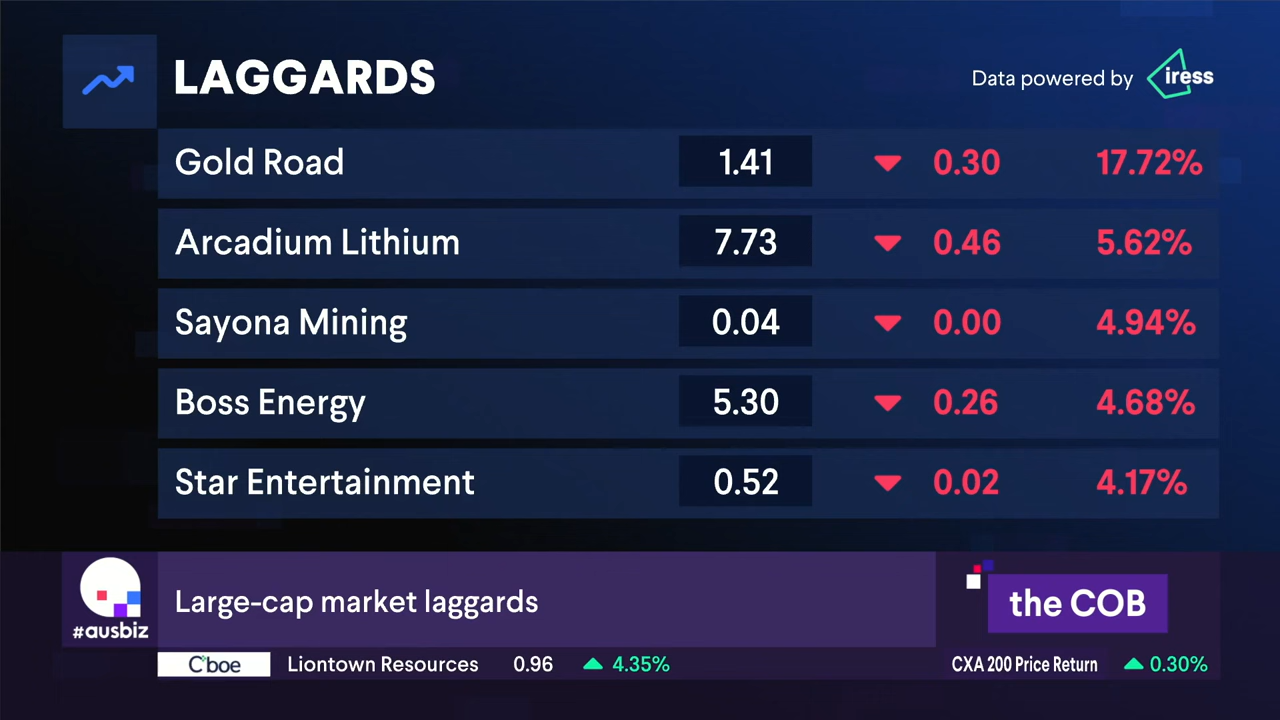 LAGGARDS
Data powered by iress
Gold Road 1.41 ▼ 0.30 17.72%
Arcadium Lithium 7.73 ▼ 0.46 5.62%
Sayona Mining 0.04 ▼ 0.00 4.94%
Boss Energy 5.30 ▼ 0.26 4.68%
Star Entertainment 0.52 ▼ 0.02 4.17%
Large-cap market laggards
the COB
#ausbiz
Cboe Liontown Resources 0.96 ▲ 4.35% CXA 200 Price Return ▲ 0.30%